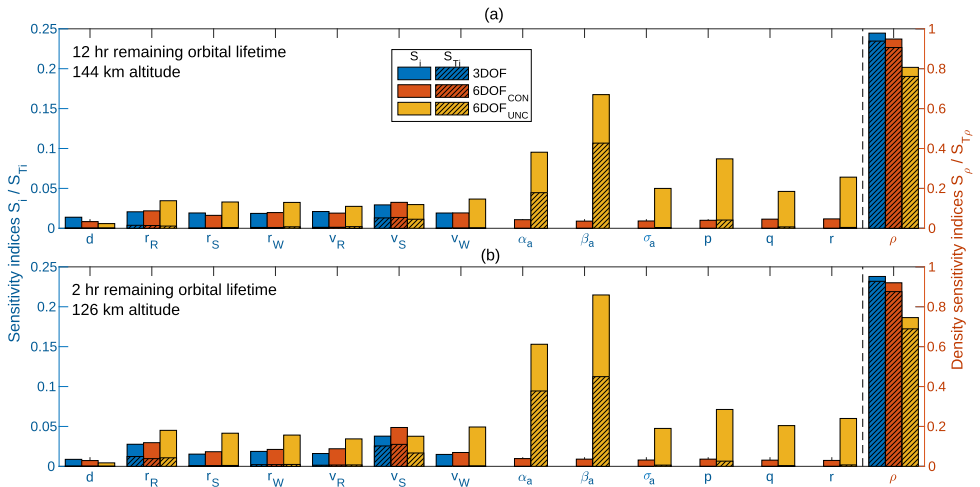 (a)
12 hr remaining orbital lifetime
144 km altitude
S_i S_Ti
3DOF
6DOF_CON
6DOF_UNC
0.25 0.2 0.15 0.1 0.05 0
1 0.8 0.6 0.4 0.2 0
d r_R r_S r_W v_R v_S v_W α_a β_a σ_a p q r ρ
Sensitivity indices S_i / S_Ti
Density sensitivity indices S_ρ / S_Tρ
(b)
2 hr remaining orbital lifetime
126 km altitude
0.25 0.2 0.15 0.1 0.05 0
1 0.8 0.6 0.4 0.2 0
d r_R r_S r_W v_R v_S v_W α_a β_a σ_a p q r ρ